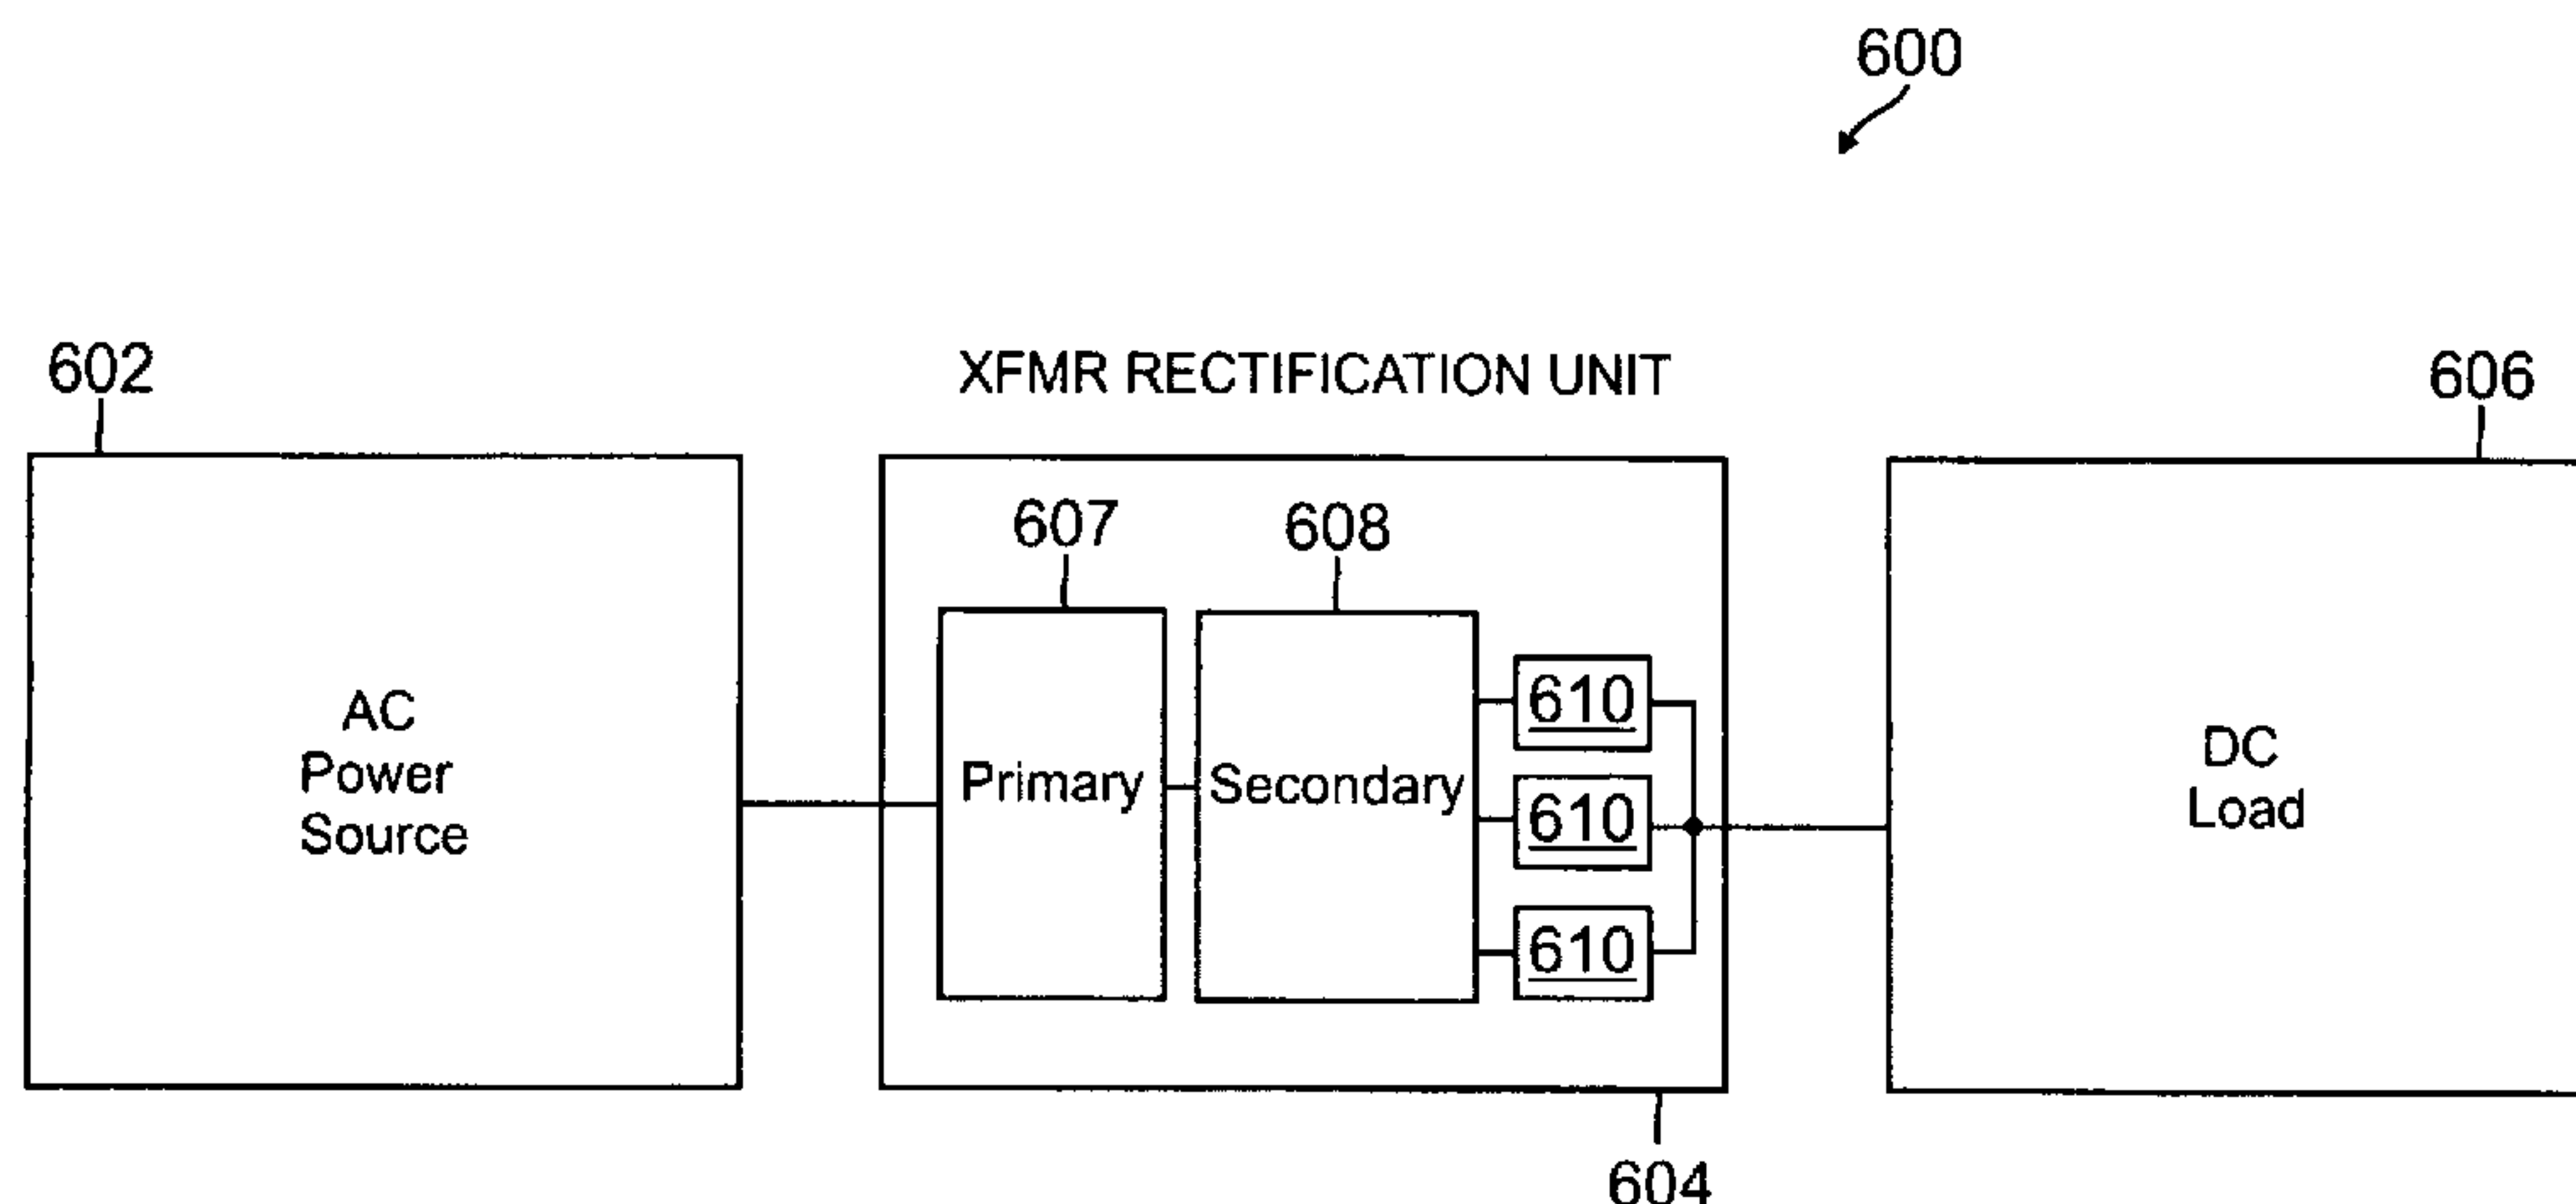 600
602
XFMR RECTIFICATION UNIT
606
607
608
AC
Power
Source
Primary
Secondary
610
610
610
DC
Load
604